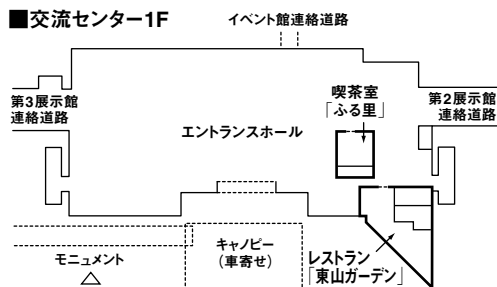 ■交流センター1F
イベント館連絡道路
第3展示館
連絡道路
喫茶室
「ふる里」
第2展示館
連絡道路
エントランスホール
キャノピー
(車寄せ)
レストラン
「東山ガーデン」
モニュメント